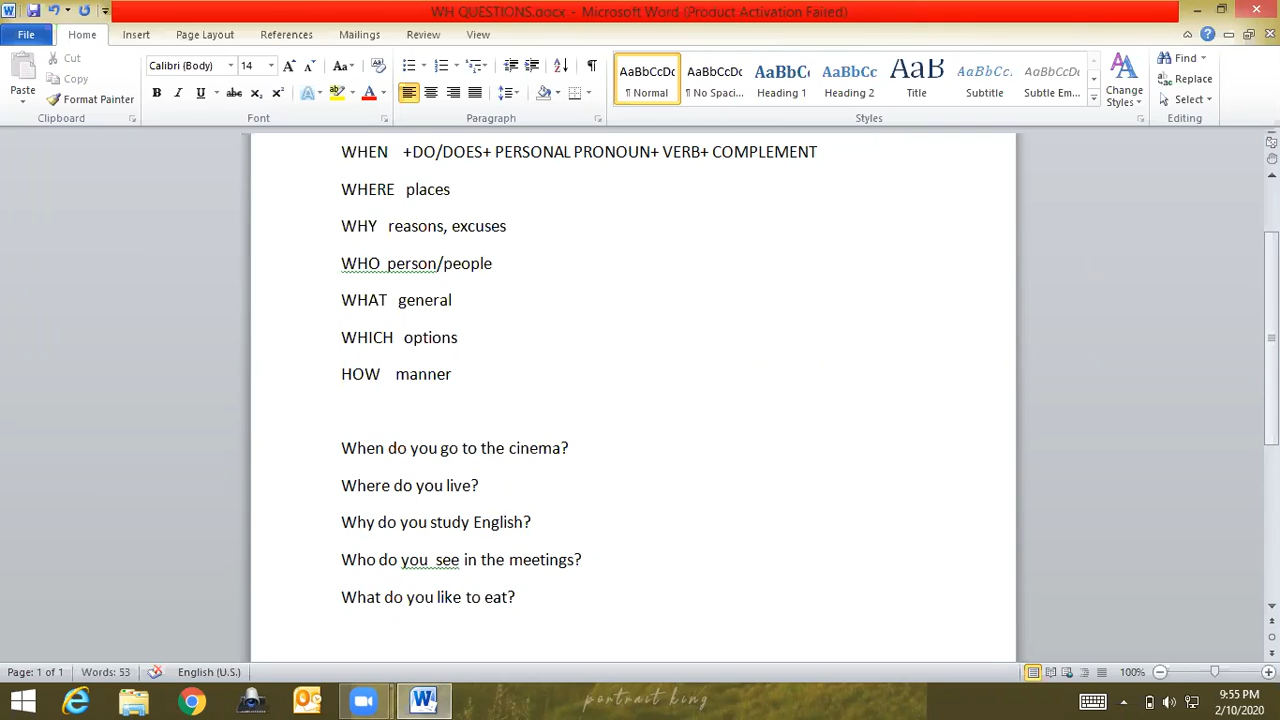 WH QUESTIONS.docx - Microsoft Word (Product Activation Failed)
File Home Insert Page Layout References Mailings Review View
Cut
Copy
Format Painter
Paste
Clipboard
Calibri (Body) 14
Font
Paragraph
AaBbCcDc AaBbCcDc AaBbCc AaBbCc AaB AaBbCc. AaBbCcDc
¶ Normal ¶ No Spaci... Heading 1 Heading 2 Title Subtitle Subtle Em...
Change Styles
Styles
Find
Replace
Select
Editing
WHEN +DO/DOES+ PERSONAL PRONOUN+ VERB+ COMPLEMENT
WHERE places
WHY reasons, excuses
WHO person/people
WHAT general
WHICH options
HOW manner
When do you go to the cinema?
Where do you live?
Why do you study English?
Who do you see in the meetings?
What do you like to eat?
Page: 1 of 1 Words: 53 English (U.S.) 100%
portrait king
9:55 PM
2/10/2020